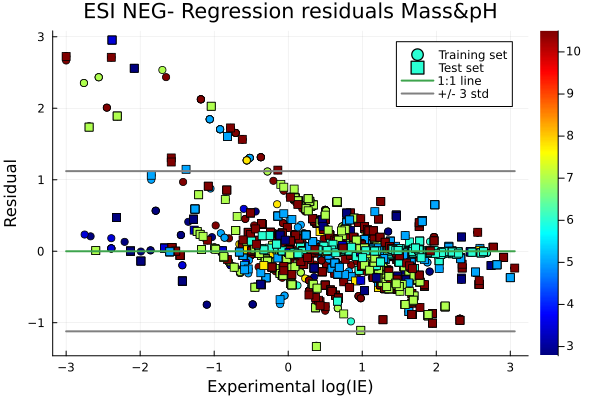 ESI NEG- Regression residuals Mass&pH
Training set
Test set
1:1 line
+/- 3 std
3
2
1
0
−1
Residual
−3
−2
−1
0
1
2
3
Experimental log(IE)
10
9
8
7
6
5
4
3